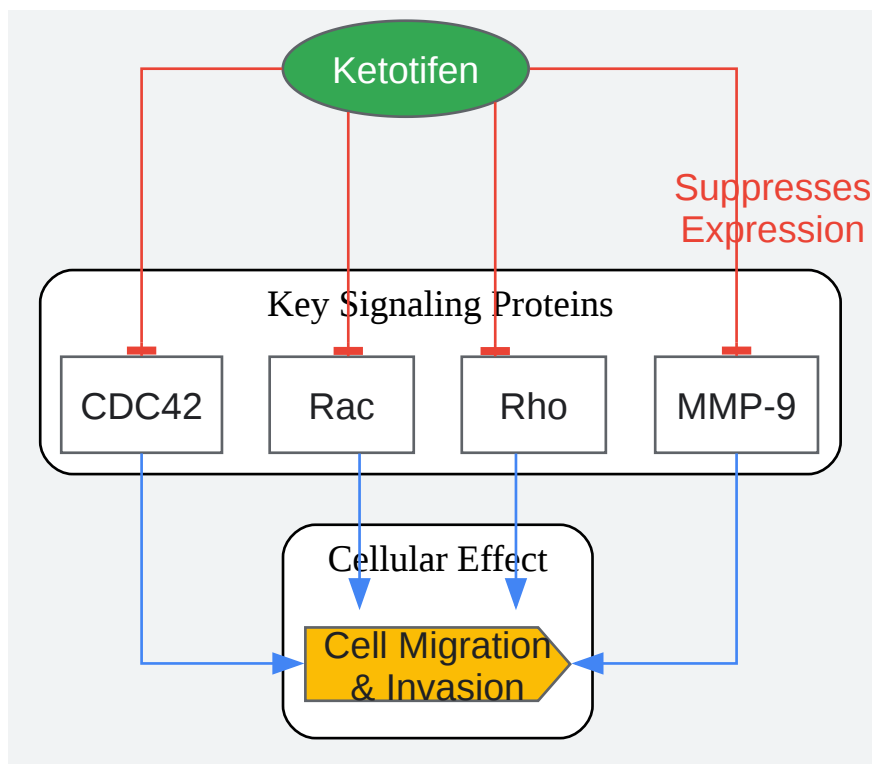 Ketotifen
Suppresses
Expression
Key Signaling Proteins
CDC42
Rac
Rho
MMP-9
Cellular Effect
Cell Migration
& Invasion